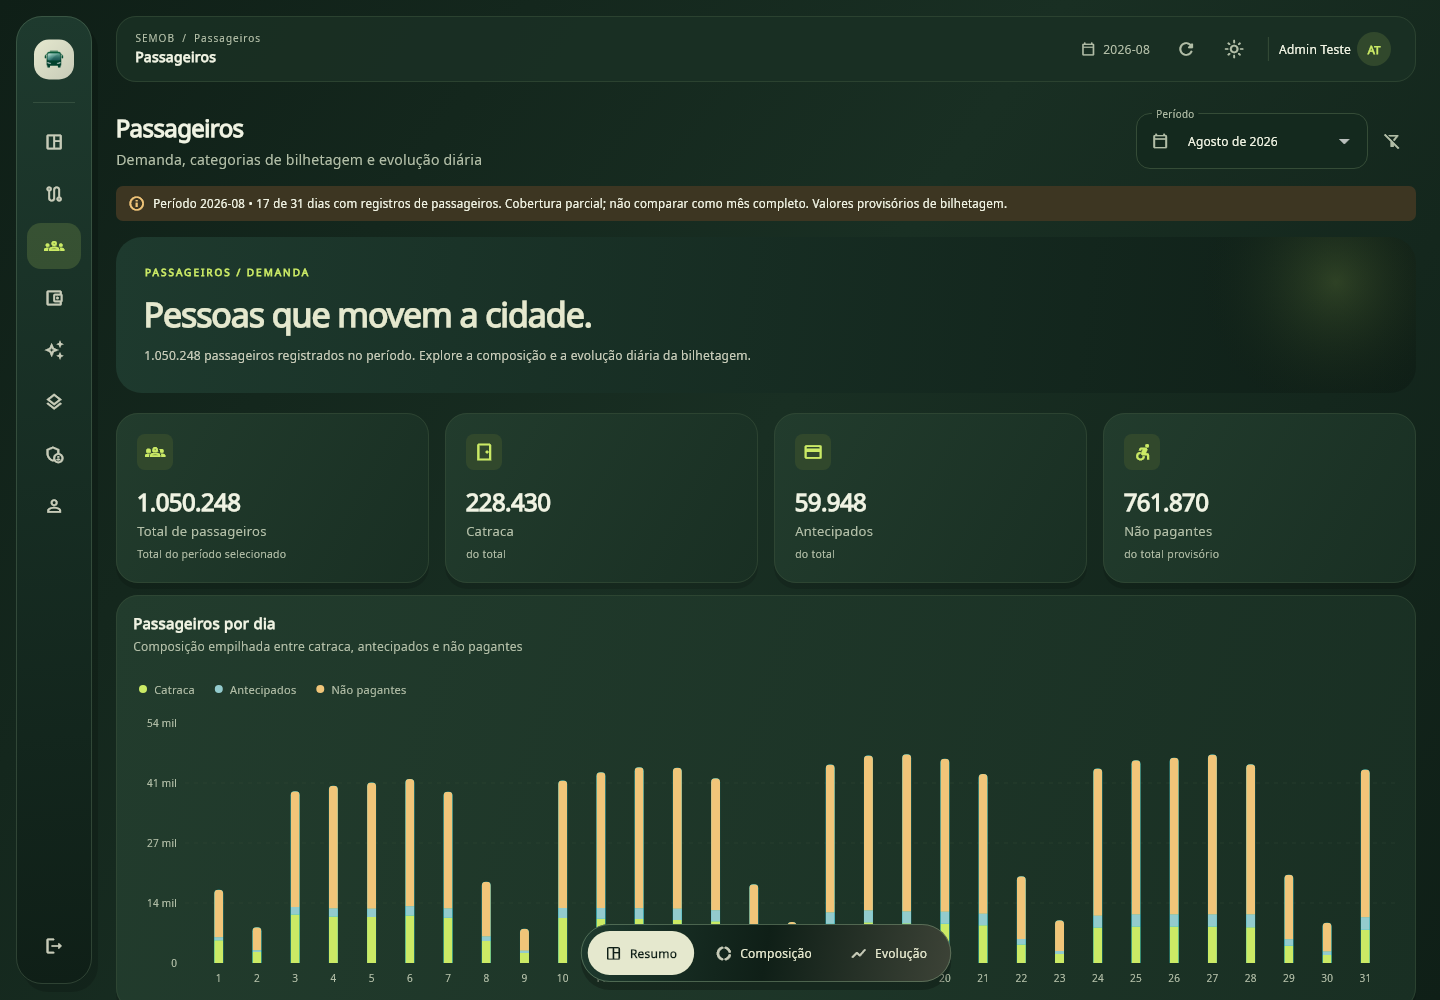 SEMOB / Passageiros
Passageiros
2026-08
Admin Teste
AT
Passageiros
Demanda, categorias de bilhetagem e evolução diária
Período
Agosto de 2026
Período 2026-08 • 17 de 31 dias com registros de passageiros. Cobertura parcial; não comparar como mês completo. Valores provisórios de bilhetagem.
PASSAGEIROS / DEMANDA
Pessoas que movem a cidade.
1.050.248 passageiros registrados no período. Explore a composição e a evolução diária da bilhetagem.
1.050.248
Total de passageiros
Total do período selecionado
228.430
Catraca
do total
59.948
Antecipados
do total
761.870
Não pagantes
do total provisório
Passageiros por dia
Composição empilhada entre catraca, antecipados e não pagantes
Catraca Antecipados Não pagantes
54 mil
41 mil
27 mil
14 mil
0
1 2 3 4 5 6 7 8 9 10 20 21 22 23 24 25 26 27 28 29 30 31
Resumo Composição Evolução